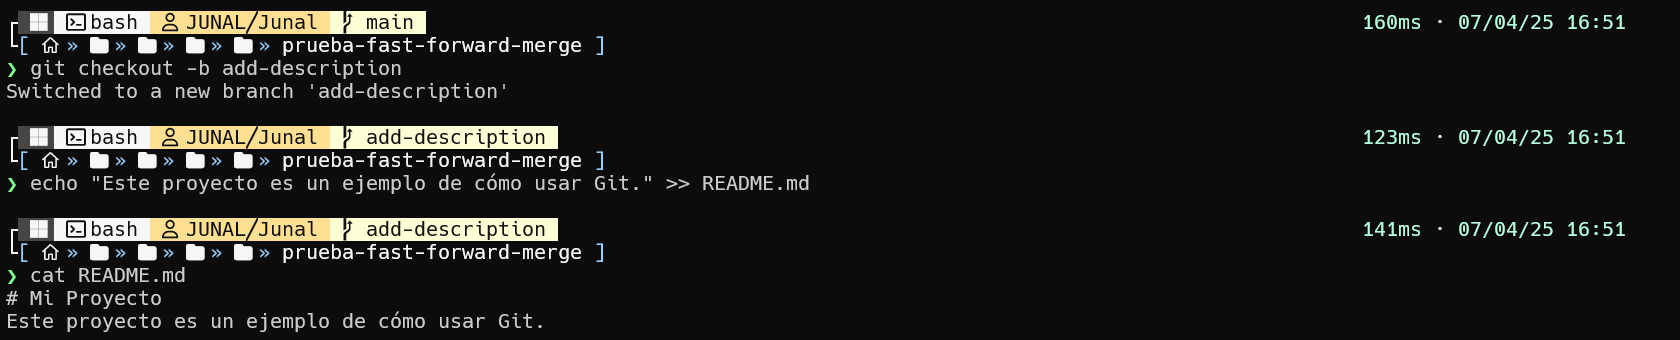 bash JUNAL/Junal main 160ms · 07/04/25 16:51
[ » » » » » prueba-fast-forward-merge ]
❯ git checkout -b add-description
Switched to a new branch 'add-description'
bash JUNAL/Junal add-description 123ms · 07/04/25 16:51
[ » » » » » prueba-fast-forward-merge ]
❯ echo "Este proyecto es un ejemplo de cómo usar Git." >> README.md
bash JUNAL/Junal add-description 141ms · 07/04/25 16:51
[ » » » » » prueba-fast-forward-merge ]
❯ cat README.md
# Mi Proyecto
Este proyecto es un ejemplo de cómo usar Git.